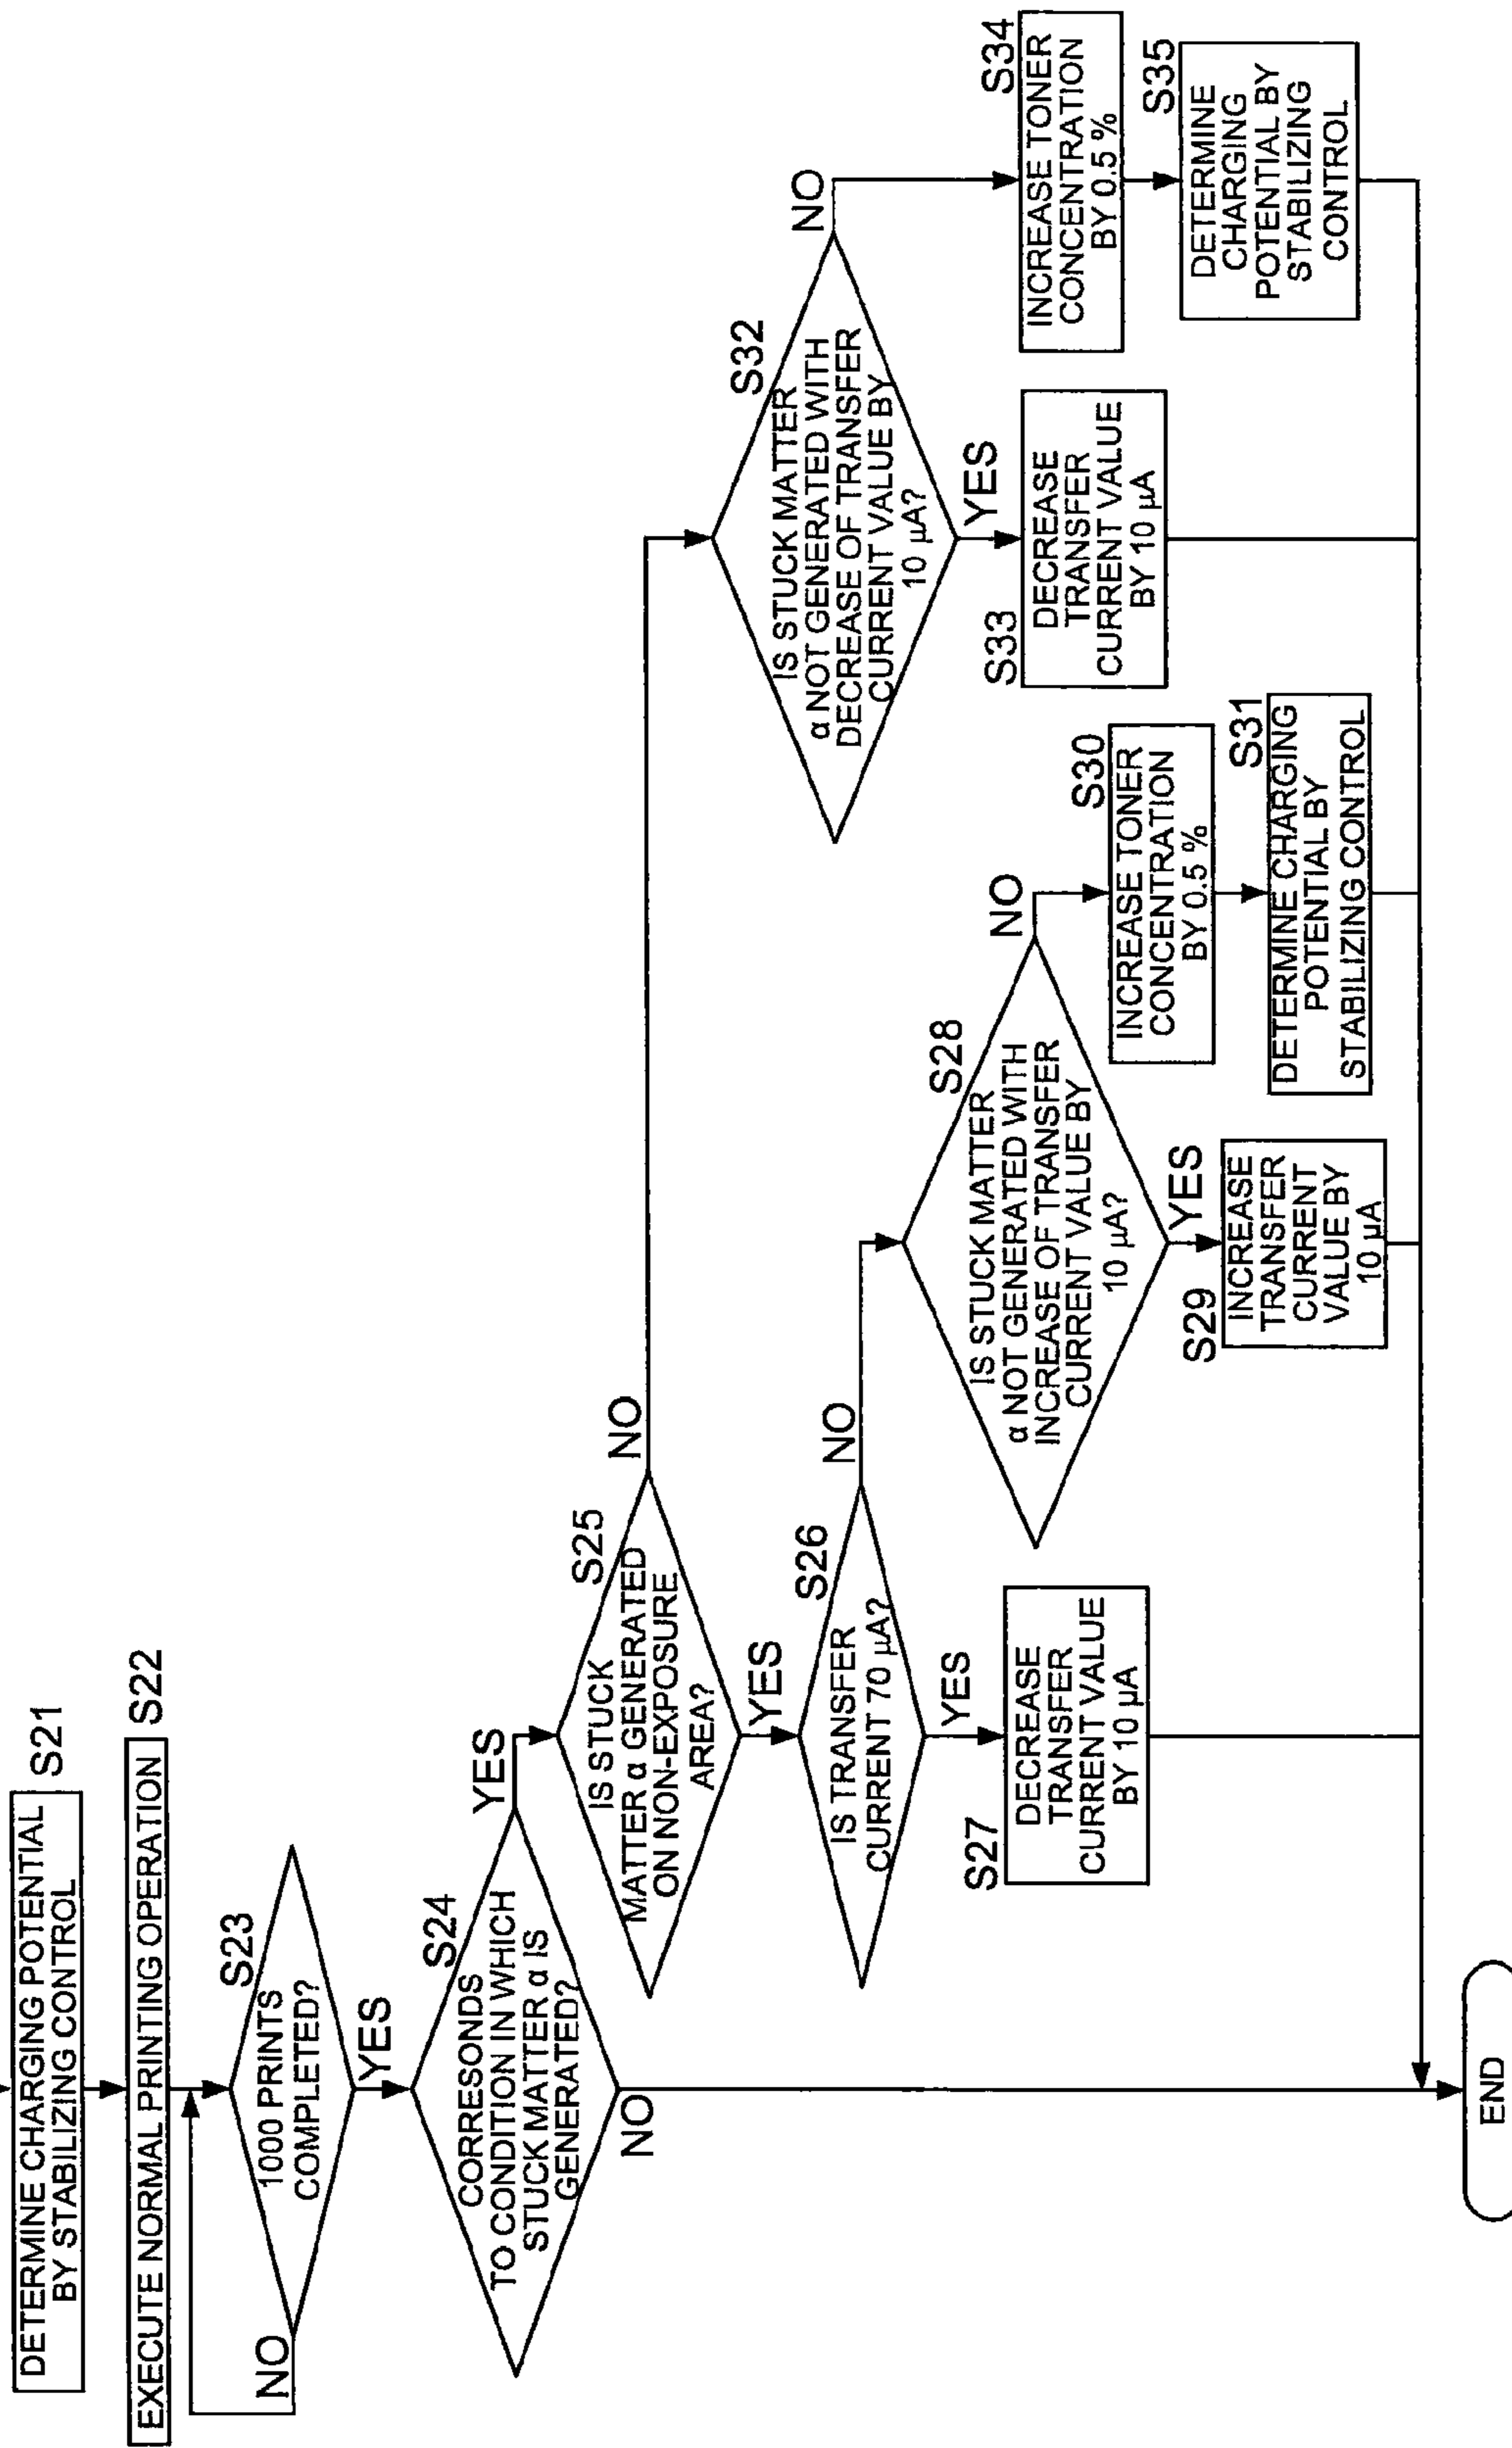 DETERMINE CHARGING POTENTIAL
BY STABILIZING CONTROL
S21
EXECUTE NORMAL PRINTING OPERATION
S22
S23
1000 PRINTS
COMPLETED?
NO
YES
S24
CORRESONDS
TO CONDITION IN WHICH
STUCK MATTER α IS
GENERATED?
YES
NO
S25
IS STUCK
MATTER α GENERATED
ON NON-EXPOSURE
AREA?
NO
YES
S26
IS TRANSFER
CURRENT 70 μA?
NO
YES
S27
DECREASE
TRANSFER
CURRENT VALUE
BY 10 μA
S28
IS STUCK MATTER
α NOT GENERATED WITH
INCREASE OF TRANSFER
CURRENT VALUE BY
10 μA?
NO
YES
S29
INCREASE
TRANSFER
CURRENT
VALUE BY
10 μA
S30
INCREASE TONER
CONCENTRATION
BY 0.5 %
S31
DETERMINE CHARGING
POTENTIAL BY
STABILIZING CONTROL
S32
IS STUCK MATTER
α NOT GENERATED WITH
DECREASE OF TRANSFER
CURRENT VALUE BY
10 μA?
NO
YES
S33
DECREASE
TRANSFER
CURRENT VALUE
BY 10 μA
S34
INCREASE TONER
CONCENTRATION
BY 0.5 %
S35
DETERMINE
CHARGING
POTENTIAL BY
STABILIZING
CONTROL
END